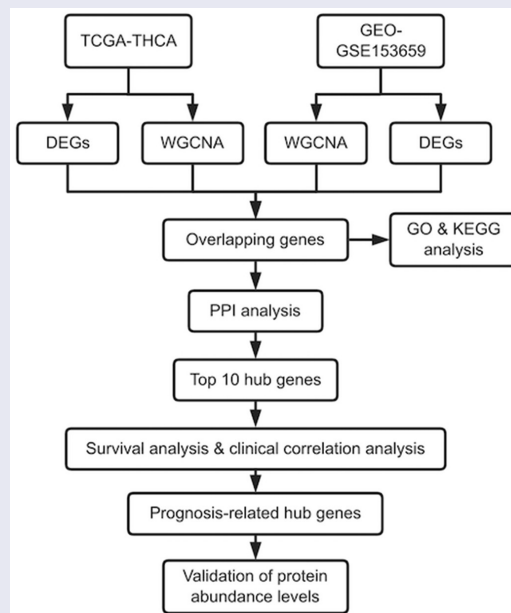 TCGA-THCA
GEO-
GSE153659
DEGs
WGCNA
WGCNA
DEGs
Overlapping genes
GO & KEGG
analysis
PPI analysis
Top 10 hub genes
Survival analysis & clinical correlation analysis
Prognosis-related hub genes
Validation of protein
abundance levels